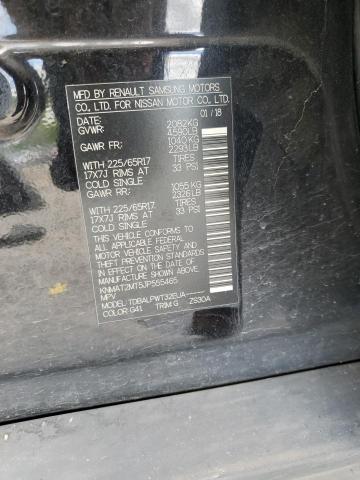 MFD BY RENAULT SAMSUNG MOTORS
CO., LTD. FOR NISSAN MOTOR CO., LTD.
DATE: 01 / 18
GVWR: 2082KG 4590LB
GAWR FR: 1040KG 2293LB
WITH 225/65R17 TIRES
17X7J RIMS AT 33 PSI
COLD SINGLE
GAWR RR: 1055 KG 2326 LB
WITH 225/65R17 TIRES
17X7J RIMS AT 33 PSI
COLD SINGLE
THIS VEHICLE CONFORMS TO ALL
APPLICABLE FEDERAL
MOTOR VEHICLE SAFETY
STANDARDS IN EFFECT
ON THE DATE OF
MANUFACTURE SHOWN ABOVE.
KNMAT2MT5JP555465
MPV
MODEL TDBALPWT32EUA
COLOR: G41 TRIM: G ZS30A